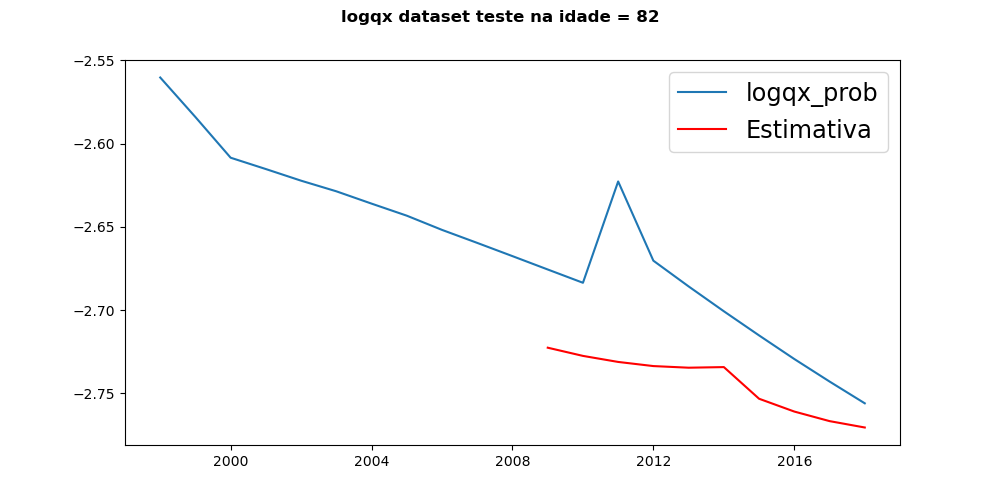 logqx dataset teste na idade = 82
−2.55
−2.60
−2.65
−2.70
−2.75
logqx_prob
Estimativa
2000 2004 2008 2012 2016